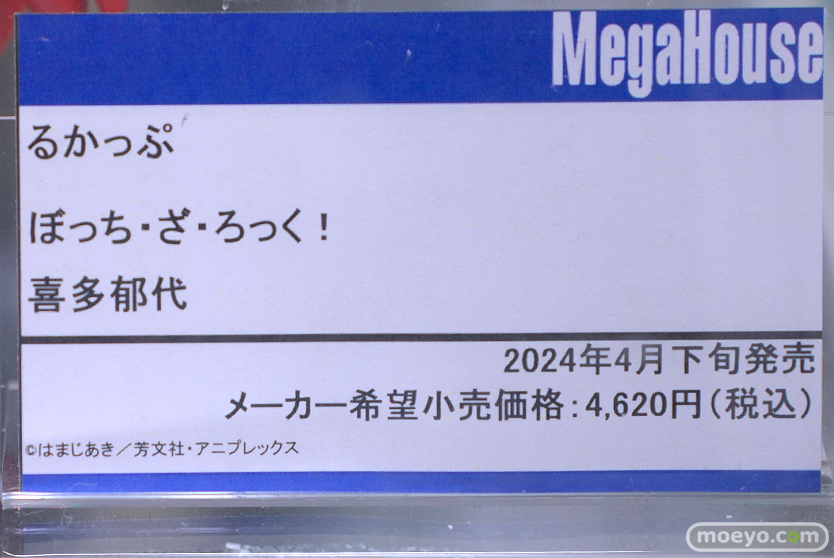 MegaHouse
るかっぷ
ぼっち・ざ・ろっく！
喜多郁代
2024年4月下旬発売
メーカー希望小売価格：4,620円（税込）
©はまじあき／芳文社・アニプレックス
moeyo.com